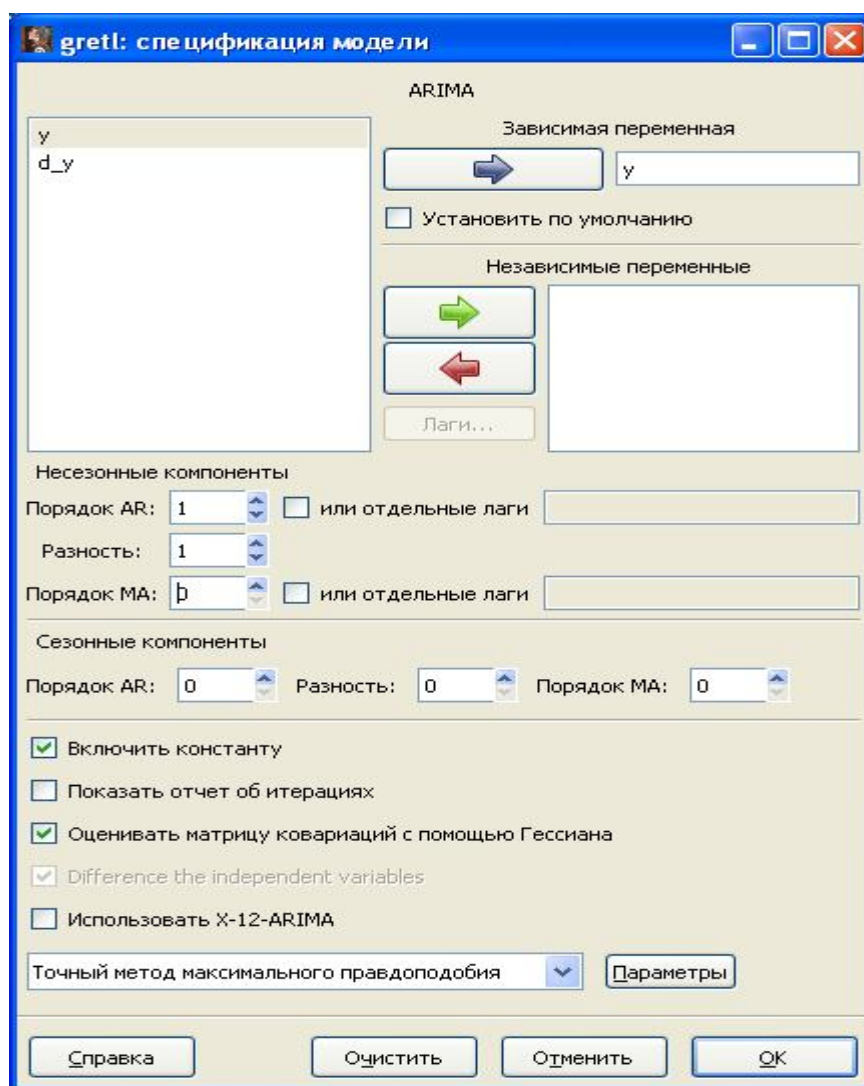 gretl: спецификация модели
ARIMA
y
d_y
Зависимая переменная
y
Установить по умолчанию
Независимые переменные
Лаги...
Несезонные компоненты
Порядок AR: 1 или отдельные лаги
Разность: 1
Порядок MA: 0 или отдельные лаги
Сезонные компоненты
Порядок AR: 0 Разность: 0 Порядок MA: 0
Включить константу
Показать отчет об итерациях
Оценивать матрицу ковариаций с помощью Гессиана
Difference the independent variables
Использовать X-12-ARIMA
Точный метод максимального правдоподобия Параметры
Справка Очистить Отменить OK